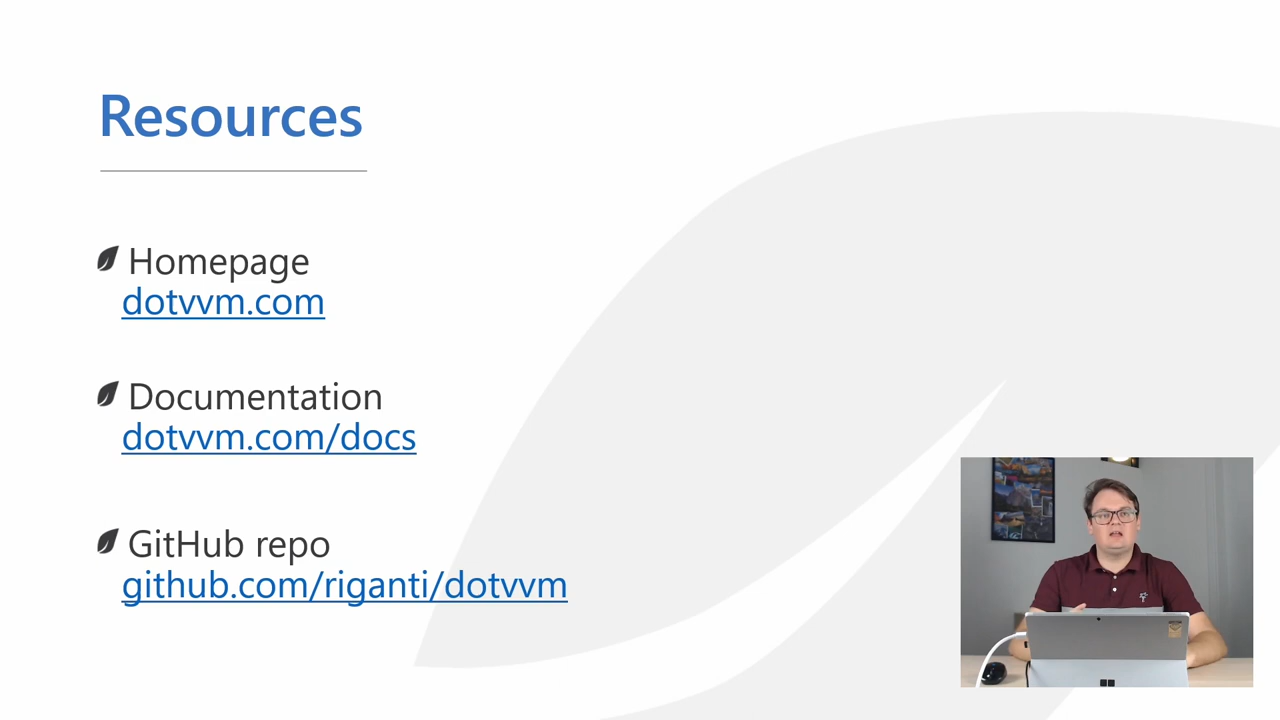 Resources
Homepage
dotvvm.com
Documentation
dotvvm.com/docs
GitHub repo
github.com/riganti/dotvvm